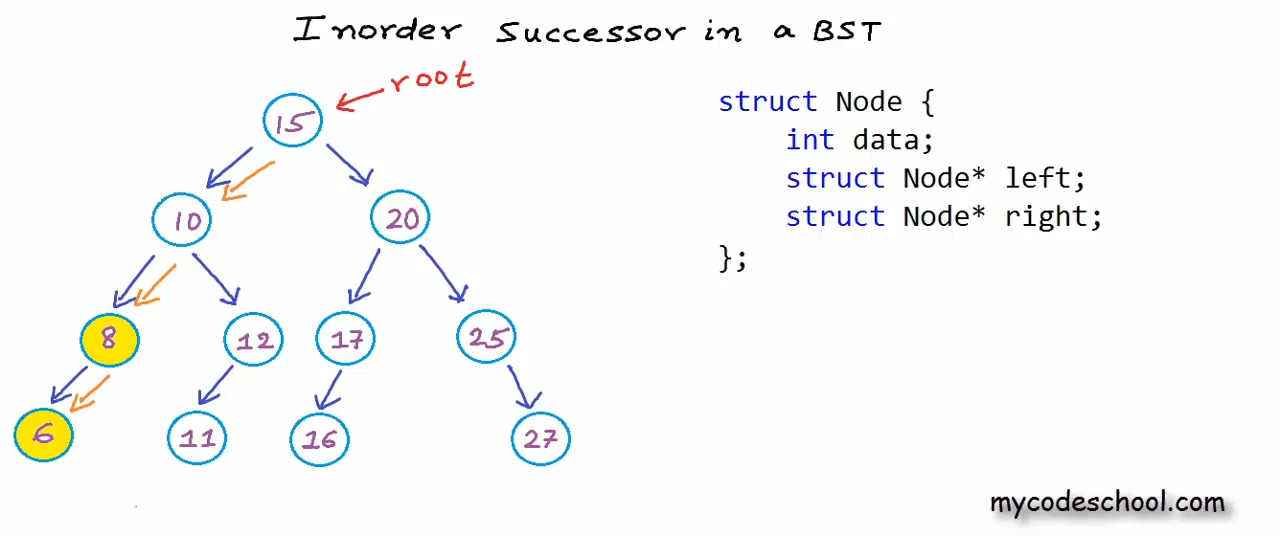 Inorder Successor in a BST
root
15
10
20
8
12
17
25
6
11
16
27
struct Node {
    int data;
    struct Node* left;
    struct Node* right;
};
mycodeschool.com